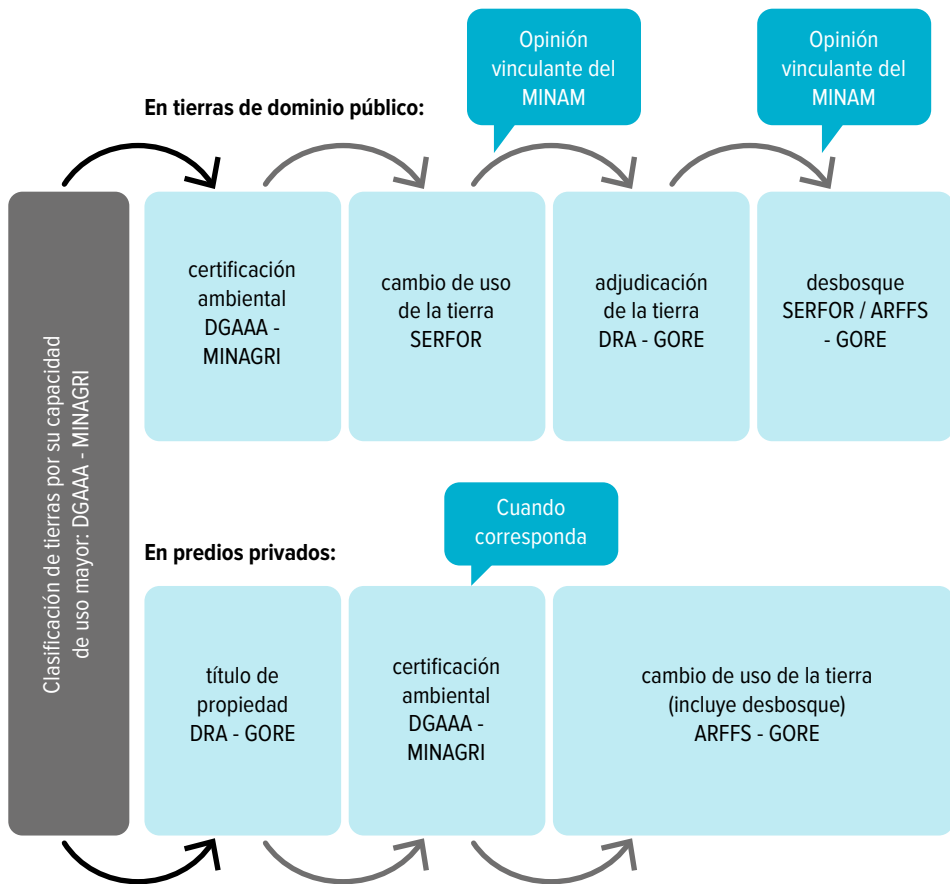 Opinión
vinculante del
MINAM
Opinión
vinculante del
MINAM
En tierras de dominio público:
Clasificación de tierras por su capacidad
de uso mayor: DGAAA - MINAGRI
certificación
ambiental
DGAAA -
MINAGRI
cambio de uso
de la tierra
SERFOR
adjudicación
de la tierra
DRA - GORE
desbosque
SERFOR / ARFFS
- GORE
Cuando
corresponda
En predios privados:
título de
propiedad
DRA - GORE
certificación
ambiental
DGAAA -
MINAGRI
cambio de uso de la tierra
(incluye desbosque)
ARFFS - GORE